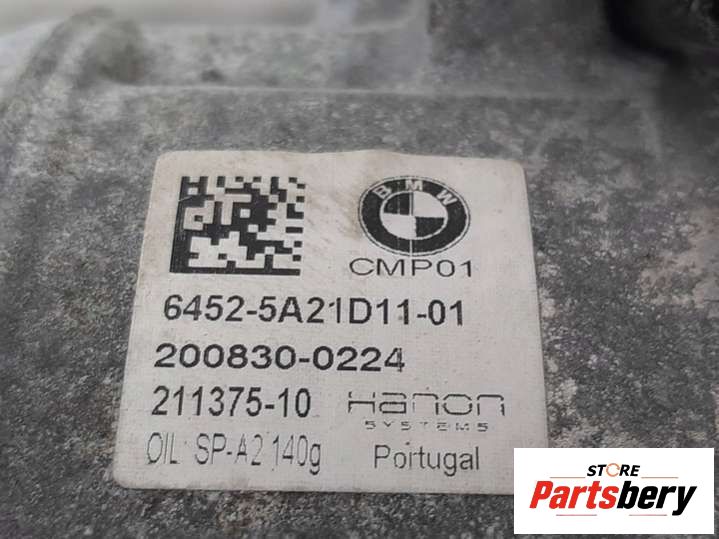 BMW
CMP01
6452-5A21D11-01
200830-0224
211375-10 Hanon
SYSTEMS
OIL: SP-A2 140g Portugal
STORE
Partsbery